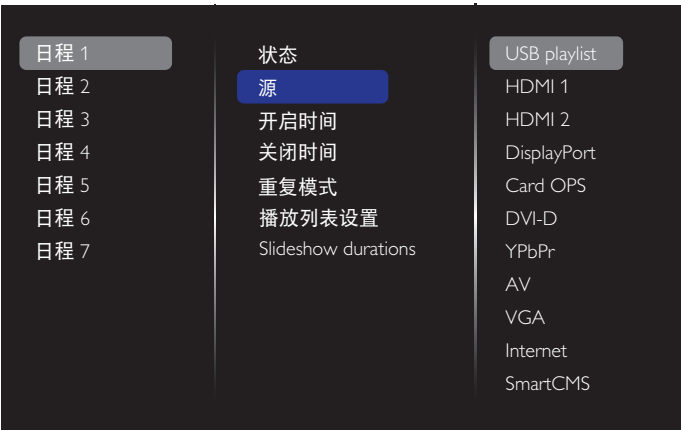 日程 1
日程 2
日程 3
日程 4
日程 5
日程 6
日程 7
状态
源
开启时间
关闭时间
重复模式
播放列表设置
Slideshow durations
USB playlist
HDMI 1
HDMI 2
DisplayPort
Card OPS
DVI-D
YPbPr
AV
VGA
Internet
SmartCMS